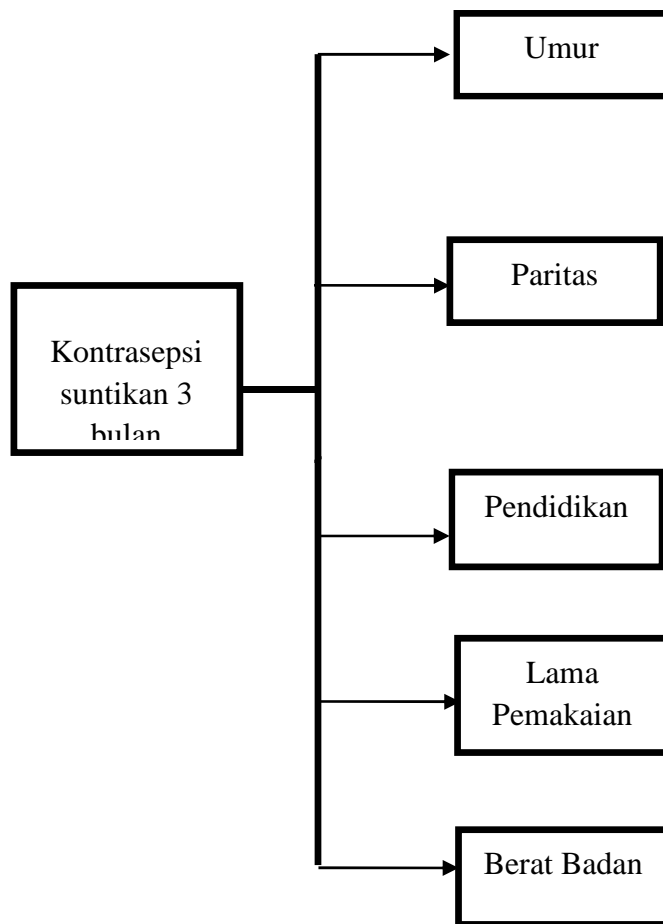 Umur
Paritas
Kontrasepsi
suntikan 3
bulan
Pendidikan
Lama
Pemakaian
Berat Badan